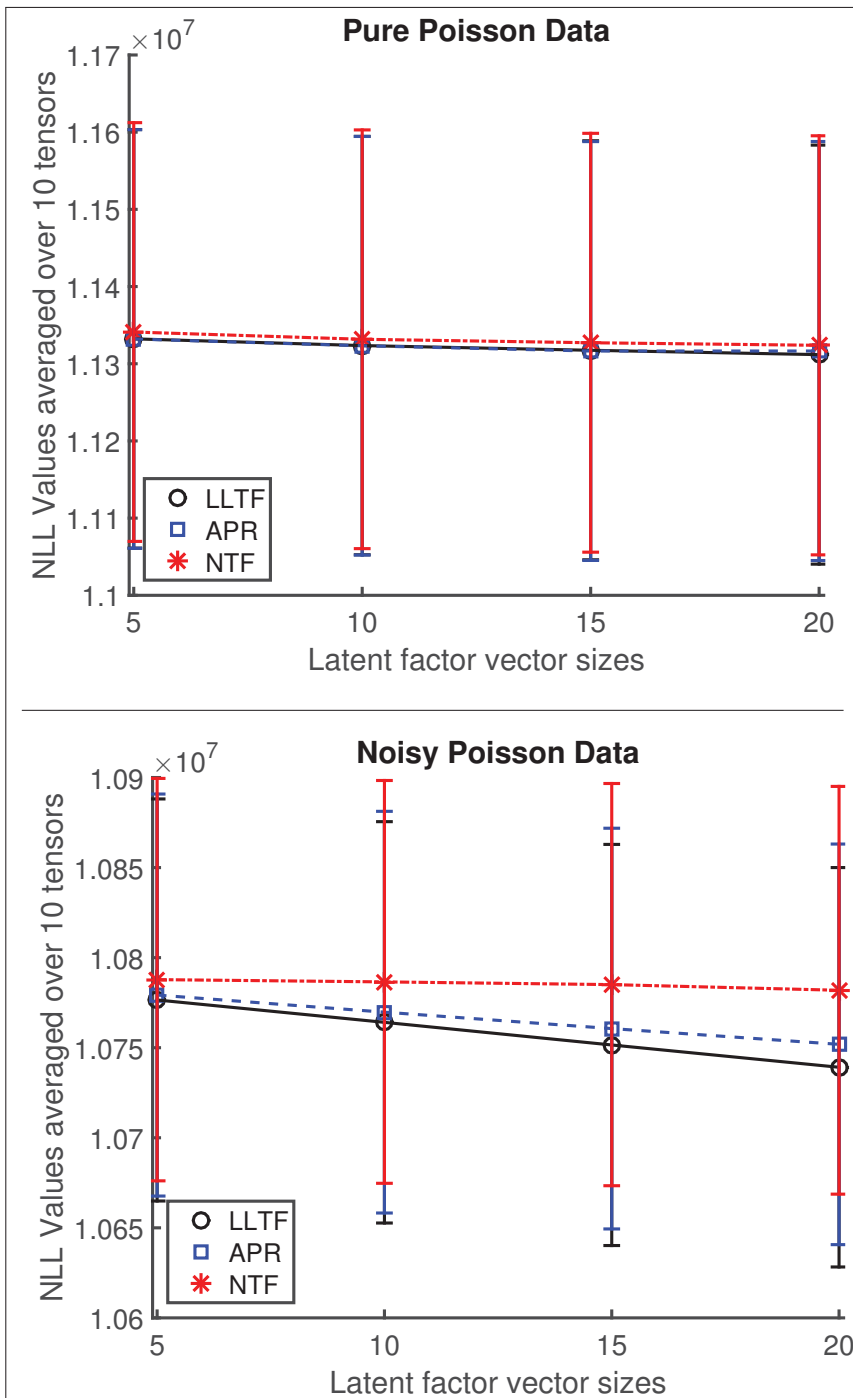 Pure Poisson Data
×10^7
1.17
1.16
1.15
1.14
1.13
1.12
1.11
1.1
NLL Values averaged over 10 tensors
LLTF
APR
NTF
5 10 15 20
Latent factor vector sizes
Noisy Poisson Data
×10^7
1.09
1.085
1.08
1.075
1.07
1.065
1.06
NLL Values averaged over 10 tensors
LLTF
APR
NTF
5 10 15 20
Latent factor vector sizes